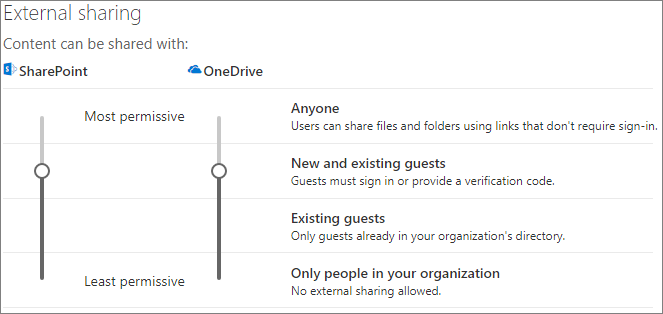 External sharing
Content can be shared with:
SharePoint
OneDrive
Most permissive
Anyone
Users can share files and folders using links that don't require sign-in.
New and existing guests
Guests must sign in or provide a verification code.
Existing guests
Only guests already in your organization's directory.
Least permissive
Only people in your organization
No external sharing allowed.